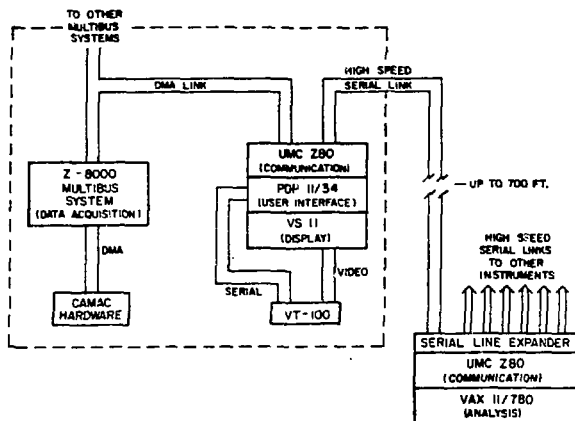 TO OTHER
MULTIBUS
SYSTEMS
DMA LINK
HIGH SPEED
SERIAL LINK
UMC Z80
(COMMUNICATION)
PDP 11/34
(USER INTERFACE)
VS 11
(DISPLAY)
Z-8000
MULTIBUS
SYSTEM
(DATA ACQUISITION)
DMA
CAMAC
HARDWARE
SERIAL
VIDEO
VT-100
UP TO 700 FT.
HIGH SPEED
SERIAL LINKS
TO OTHER
INSTRUMENTS
SERIAL LINE EXPANDER
UMC Z80
(COMMUNICATION)
VAX 11/780
(ANALYSIS)